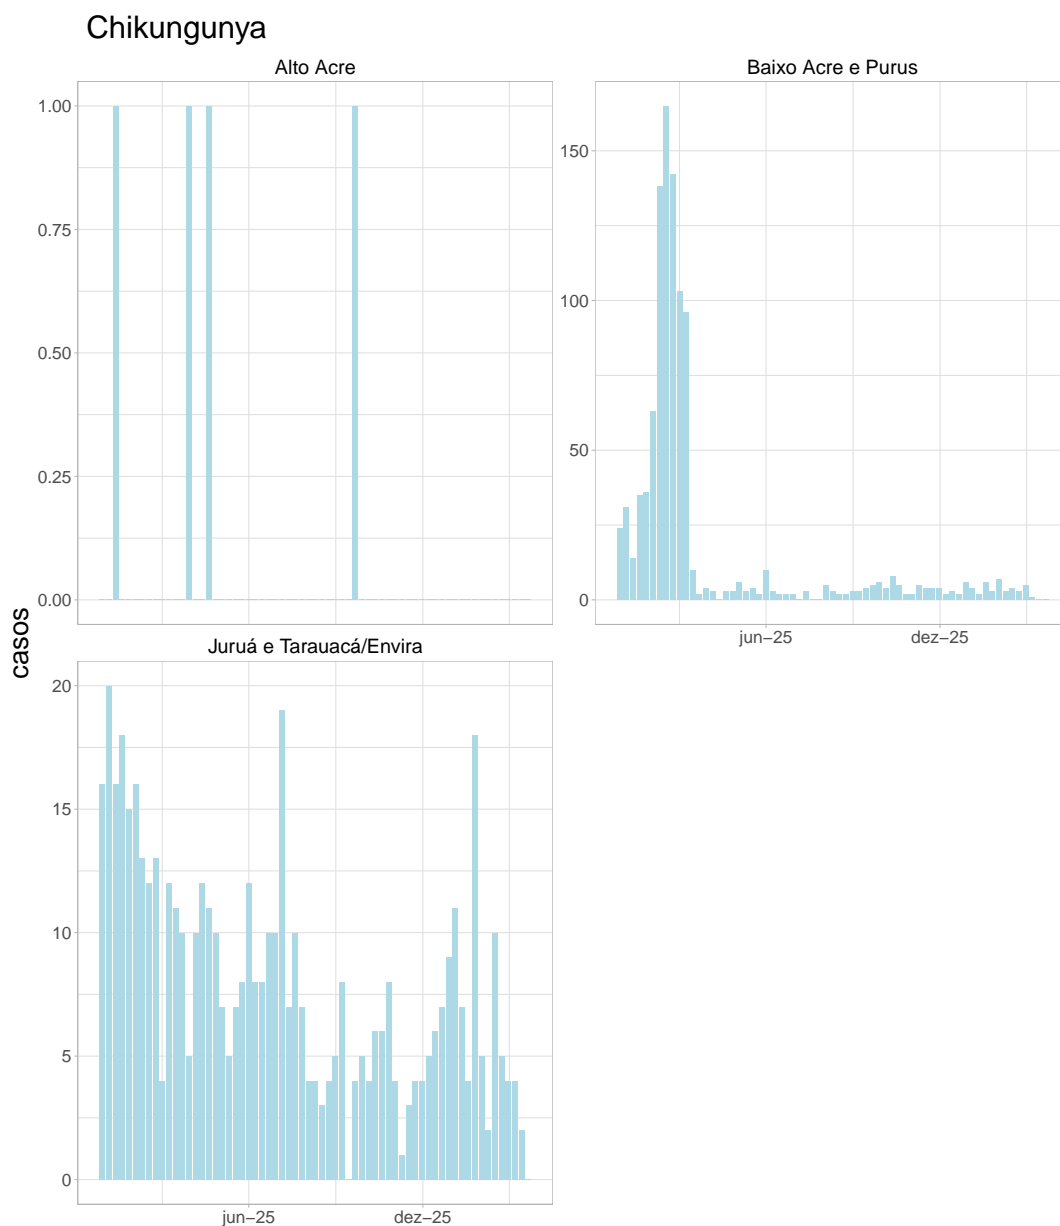 Chikungunya
Alto Acre
Baixo Acre e Purus
1.00
0.75
0.50
0.25
0.00
150
100
50
0
jun−25
dez−25
casos
Juruá e Tarauacá/Envira
20
15
10
5
0
jun−25
dez−25